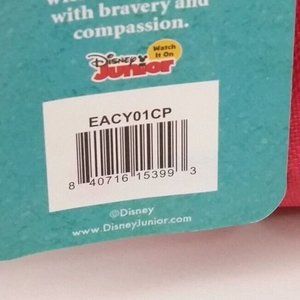 with bravery and
compassion.
Disney
Junior
Watch
It On
EACY01CP
8 40716 15399 3
©Disney
www.DisneyJunior.com